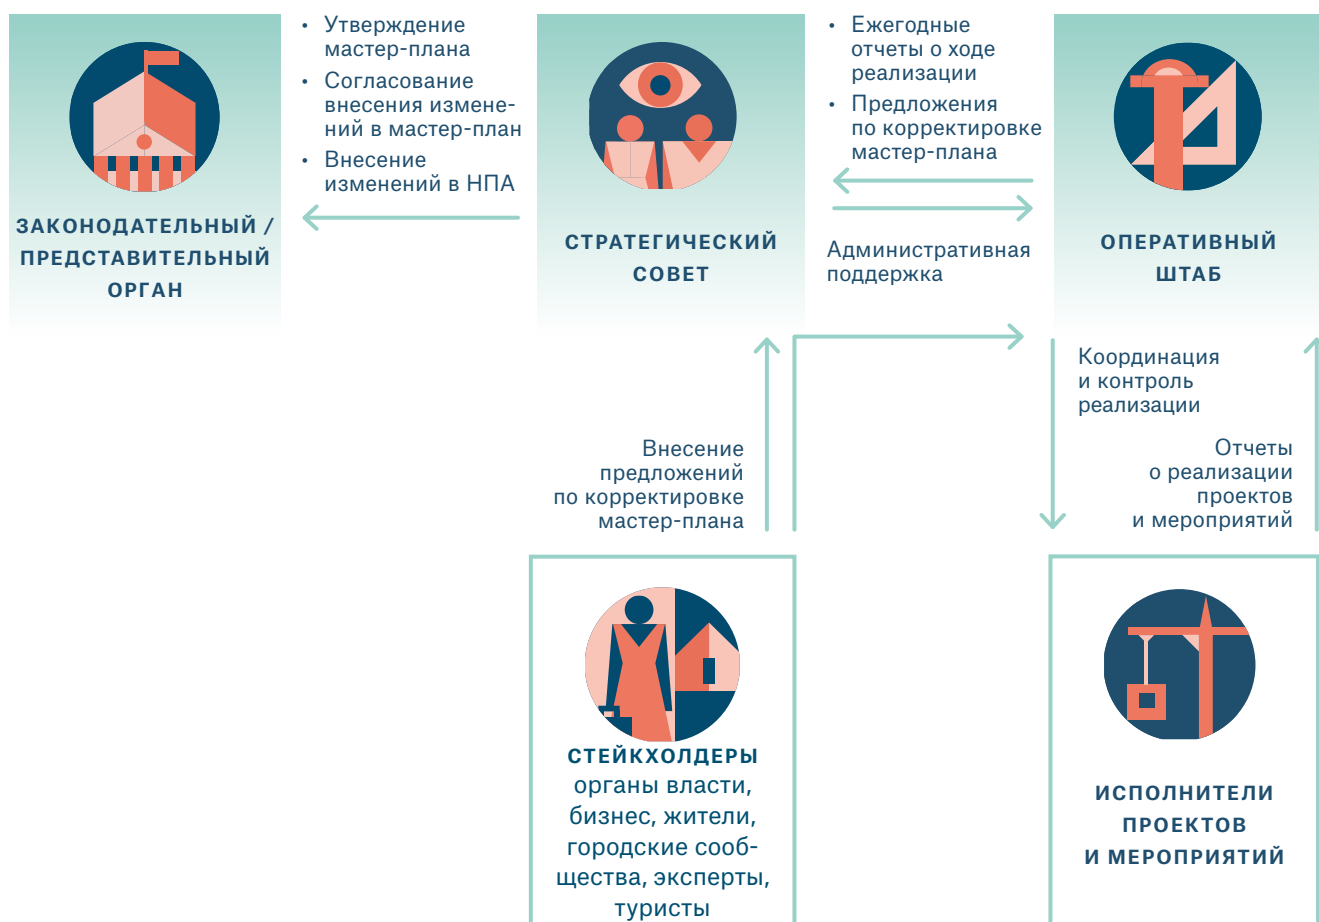 • Утверждение
мастер-плана
• Согласование
внесения измене-
ний в мастер-план
• Внесение
изменений в НПА
• Ежегодные
отчеты о ходе
реализации
• Предложения
по корректировке
мастер-плана
ЗАКОНОДАТЕЛЬНЫЙ /
ПРЕДСТАВИТЕЛЬНЫЙ
ОРГАН
СТРАТЕГИЧЕСКИЙ
СОВЕТ
Административная
поддержка
ОПЕРАТИВНЫЙ
ШТАБ
Внесение
предложений
по корректировке
мастер-плана
Координация
и контроль
реализации
Отчеты
о реализации
проектов
и мероприятий
СТЕЙКХОЛДЕРЫ
органы власти,
бизнес, жители,
городские сооб-
щества, эксперты,
туристы
ИСПОЛНИТЕЛИ
ПРОЕКТОВ
И МЕРОПРИЯТИЙ